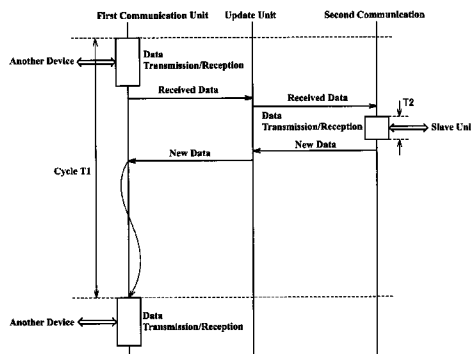 First Communication Unit Update Unit Second Communication
Data
Transmission/Reception
Another Device
Received Data
Received Data
T2
Data
Transmission/Reception
Slave Uni
New Data
New Data
Cycle T1
Data
Transmission/Reception
Another Device